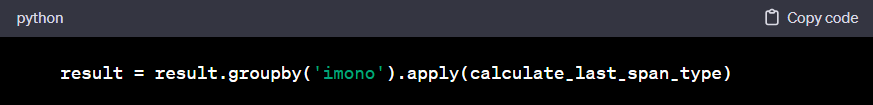 python
Copy code
result = result.groupby('imono').apply(calculate_last_span_type)